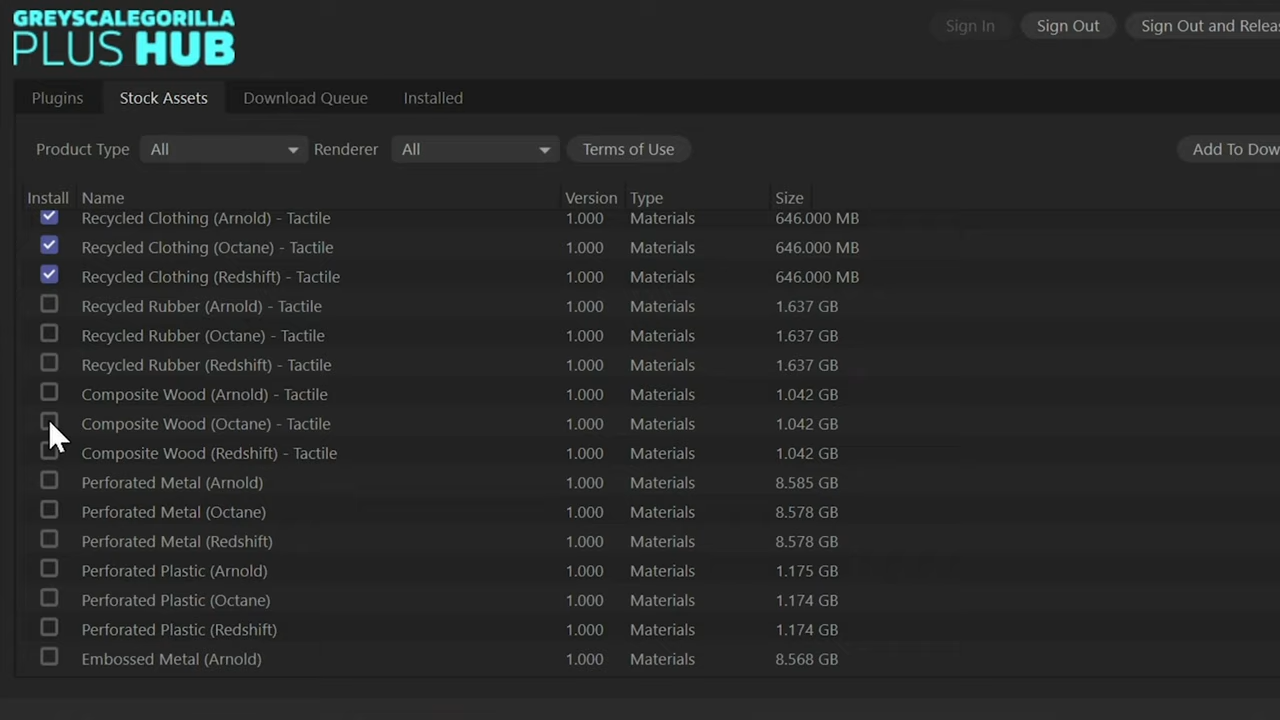 GREYSCALEGORILLA
PLUS HUB
Sign In Sign Out Sign Out and
Plugins Stock Assets Download Queue Installed
Product Type All Renderer All Terms of Use Add To
Install Name Version Type Size
Recycled Clothing (Arnold) - Tactile 1.000 Materials 646.000 MB
Recycled Clothing (Octane) - Tactile 1.000 Materials 646.000 MB
Recycled Clothing (Redshift) - Tactile 1.000 Materials 646.000 MB
Recycled Rubber (Arnold) - Tactile 1.000 Materials 1.637 GB
Recycled Rubber (Octane) - Tactile 1.000 Materials 1.637 GB
Recycled Rubber (Redshift) - Tactile 1.000 Materials 1.637 GB
Composite Wood (Arnold) - Tactile 1.000 Materials 1.042 GB
Composite Wood (Octane) - Tactile 1.000 Materials 1.042 GB
Composite Wood (Redshift) - Tactile 1.000 Materials 1.042 GB
Perforated Metal (Arnold) 1.000 Materials 8.585 GB
Perforated Metal (Octane) 1.000 Materials 8.578 GB
Perforated Metal (Redshift) 1.000 Materials 8.578 GB
Perforated Plastic (Arnold) 1.000 Materials 1.175 GB
Perforated Plastic (Octane) 1.000 Materials 1.174 GB
Perforated Plastic (Redshift) 1.000 Materials 1.174 GB
Embossed Metal (Arnold) 1.000 Materials 8.568 GB